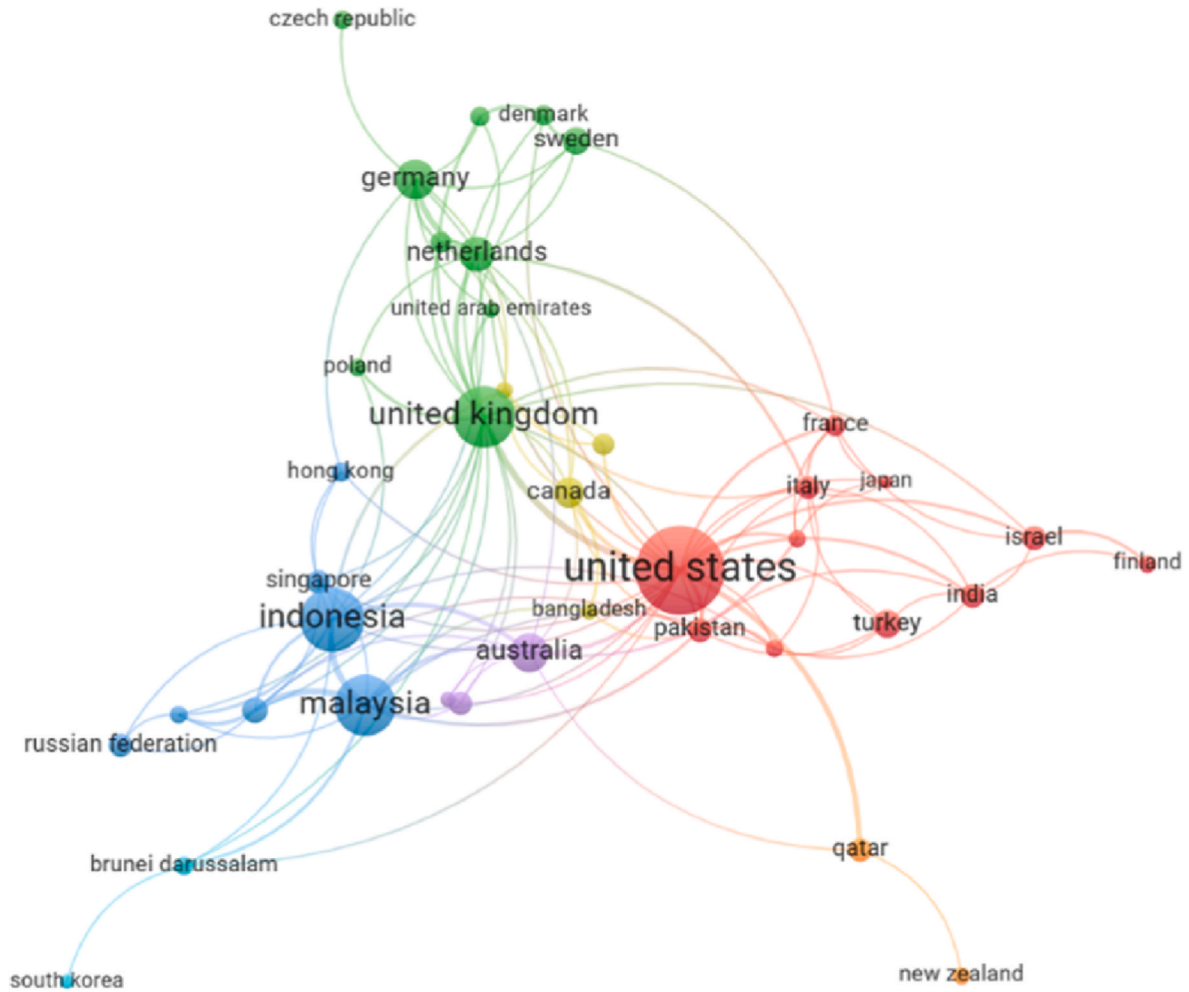 czech republic
denmark
sweden
germany
netherlands
united arab emirates
poland
united kingdom
france
hong kong
italy
japan
canada
israel
finland
united states
singapore
india
bangladesh
indonesia
pakistan
turkey
australia
malaysia
russian federation
qatar
brunei darussalam
new zealand
south korea